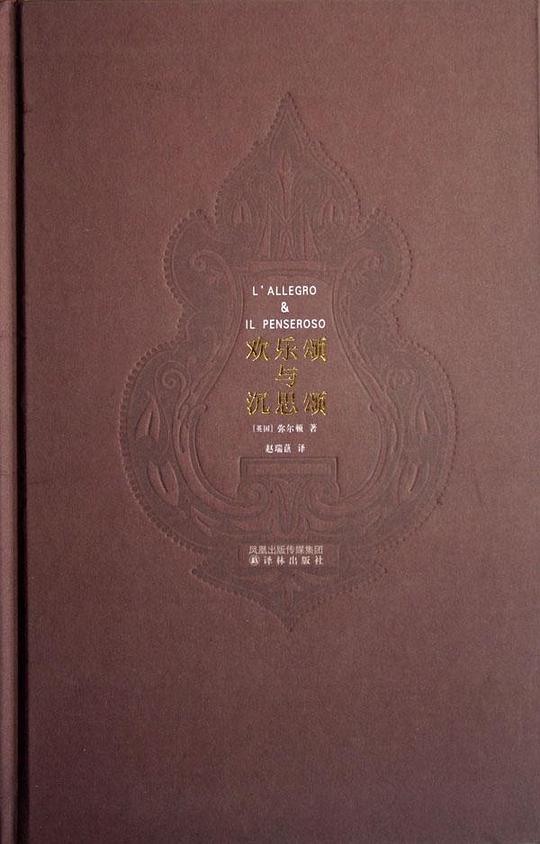 L'ALLEGRO
&
IL PENSEROSO
欢乐颂
与
沉思颂
［英国］弥尔顿 著
赵瑞蕻 译
凤凰出版传媒集团
译林出版社